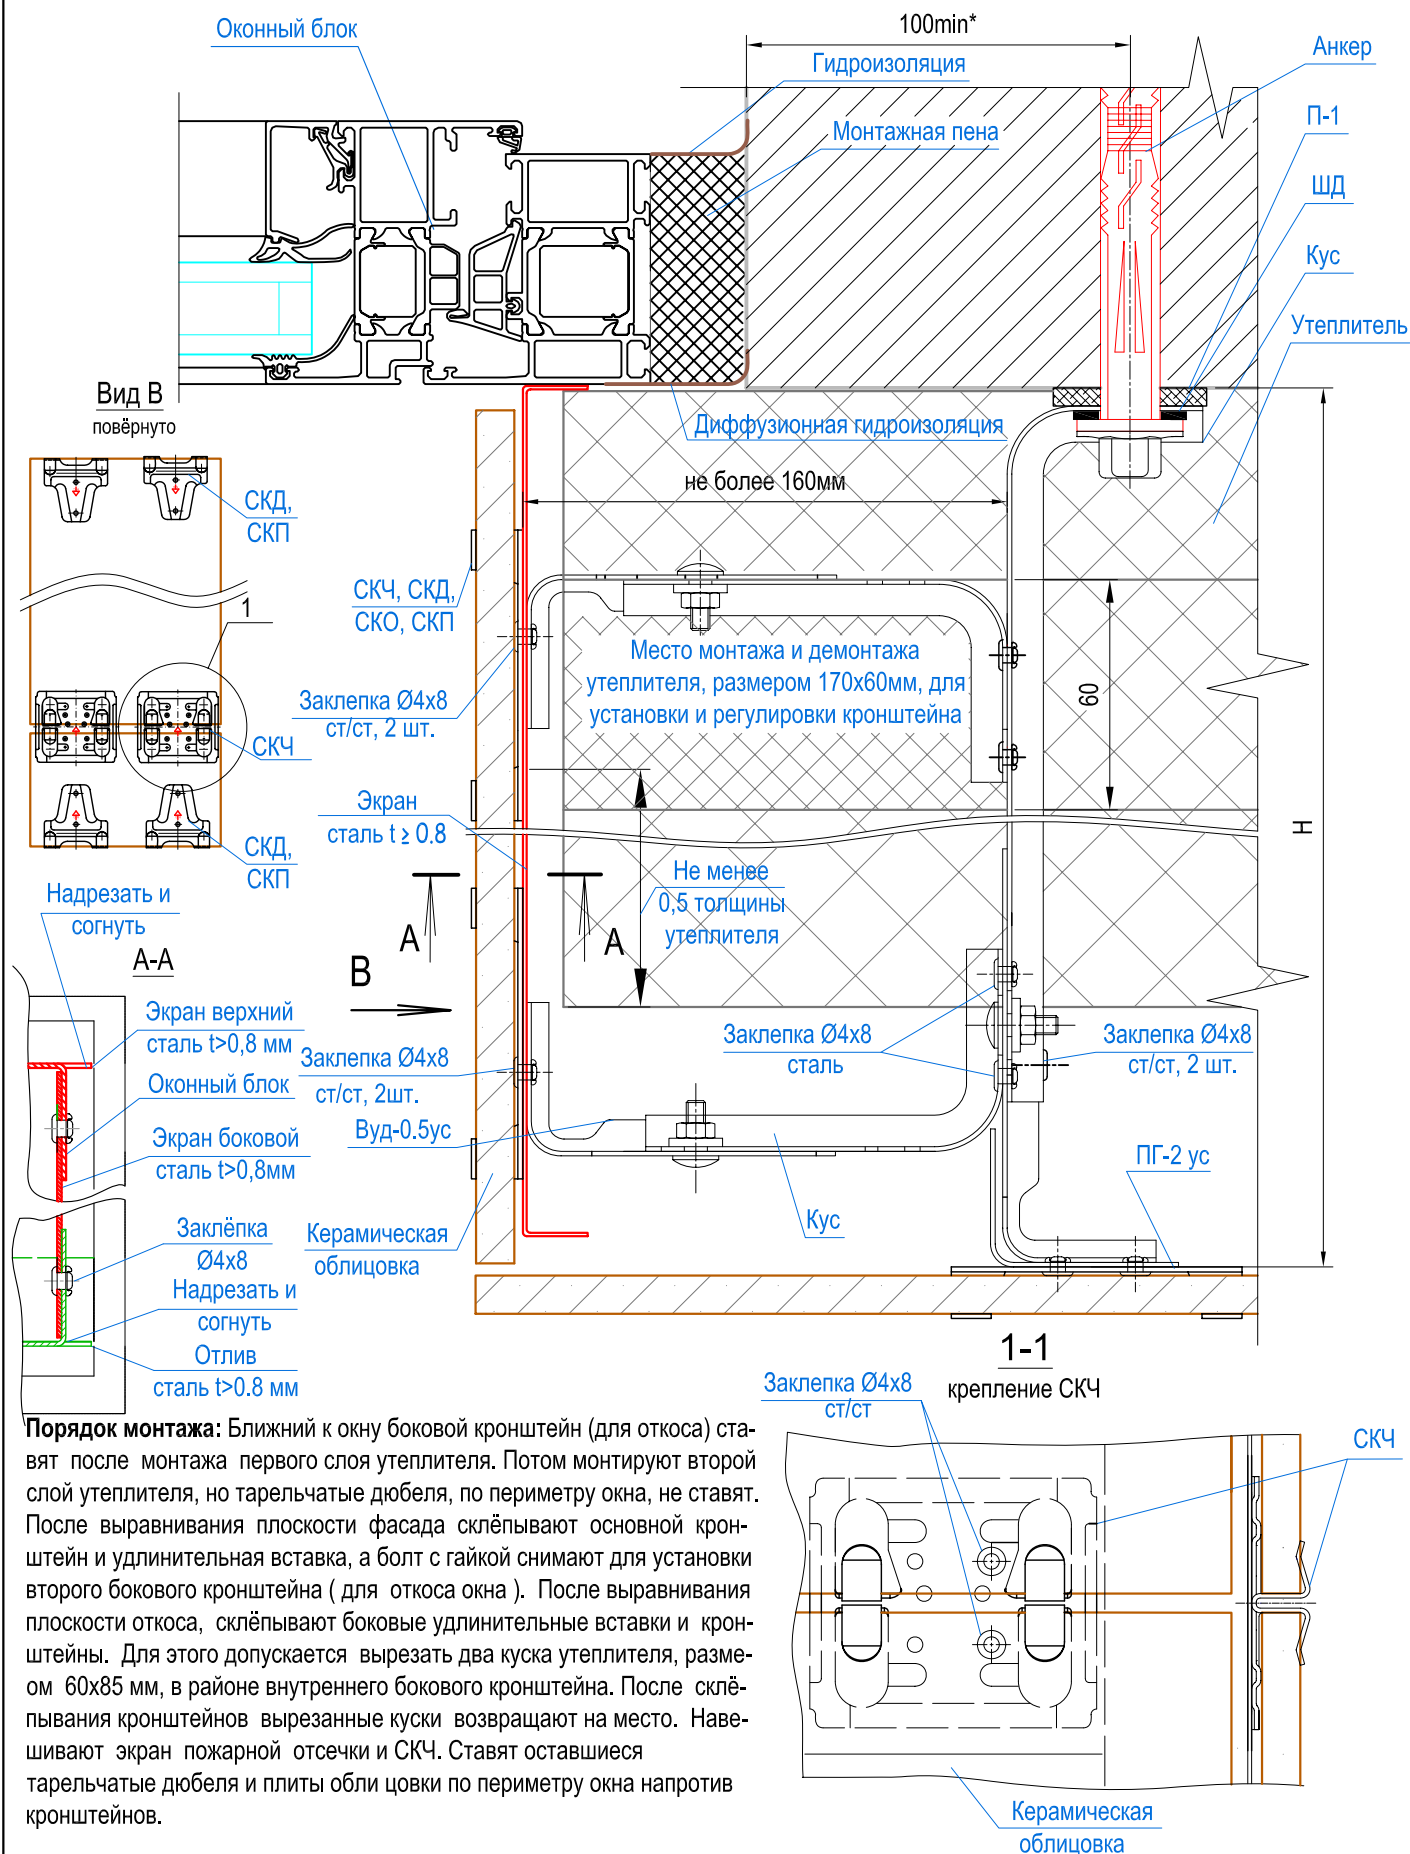 Оконный блок
100min*
Гидроизоляция
Анкер
Монтажная пена
П-1
ШД
Кус
Утеплитель
Вид В
повёрнуто
Диффузионная гидроизоляция
не более 160мм
СКД,
СКП
СКЧ, СКД,
СКО, СКП
1
Место монтажа и демонтажа
утеплителя, размером 170х60мм, для
установки и регулировки кронштейна
60
Заклепка Ø4х8
ст/ст, 2 шт.
СКЧ
Экран
сталь t ≥ 0.8
Н
СКД,
СКП
Не менее
0,5 толщины
утеплителя
Надрезать и
согнуть
А
А
А-А
В
Экран верхний
сталь t>0,8 мм
Заклепка Ø4х8
сталь
Заклепка Ø4х8
ст/ст, 2 шт.
Заклепка Ø4х8
ст/ст, 2шт.
Оконный блок
Вуд-0.5ус
Экран боковой
сталь t>0,8мм
ПГ-2 ус
Кус
Заклёпка
Ø4х8
Керамическая
облицовка
Надрезать и
согнуть
Отлив
сталь t>0.8 мм
1-1
крепление СКЧ
Заклепка Ø4х8
ст/ст
СКЧ
Порядок монтажа: Ближний к окну боковой кронштейн (для откоса) ста-
вят после монтажа первого слоя утеплителя. Потом монтируют второй
слой утеплителя, но тарельчатые дюбеля, по периметру окна, не ставят.
После выравнивания плоскости фасада склёпывают основной крон-
штейн и удлинительная вставка, а болт с гайкой снимают для установки
второго бокового кронштейна ( для откоса окна ). После выравнивания
плоскости откоса, склёпывают боковые удлинительные вставки и крон-
штейны. Для этого допускается вырезать два куска утеплителя, разме-
ом 60х85 мм, в районе внутреннего бокового кронштейна. После склё-
пывания кронштейнов вырезанные куски возвращают на место. Наве-
шивают экран пожарной отсечки и СКЧ. Ставят оставшиеся
тарельчатые дюбеля и плиты обли цовки по периметру окна напротив
кронштейнов.
Керамическая
облицовка